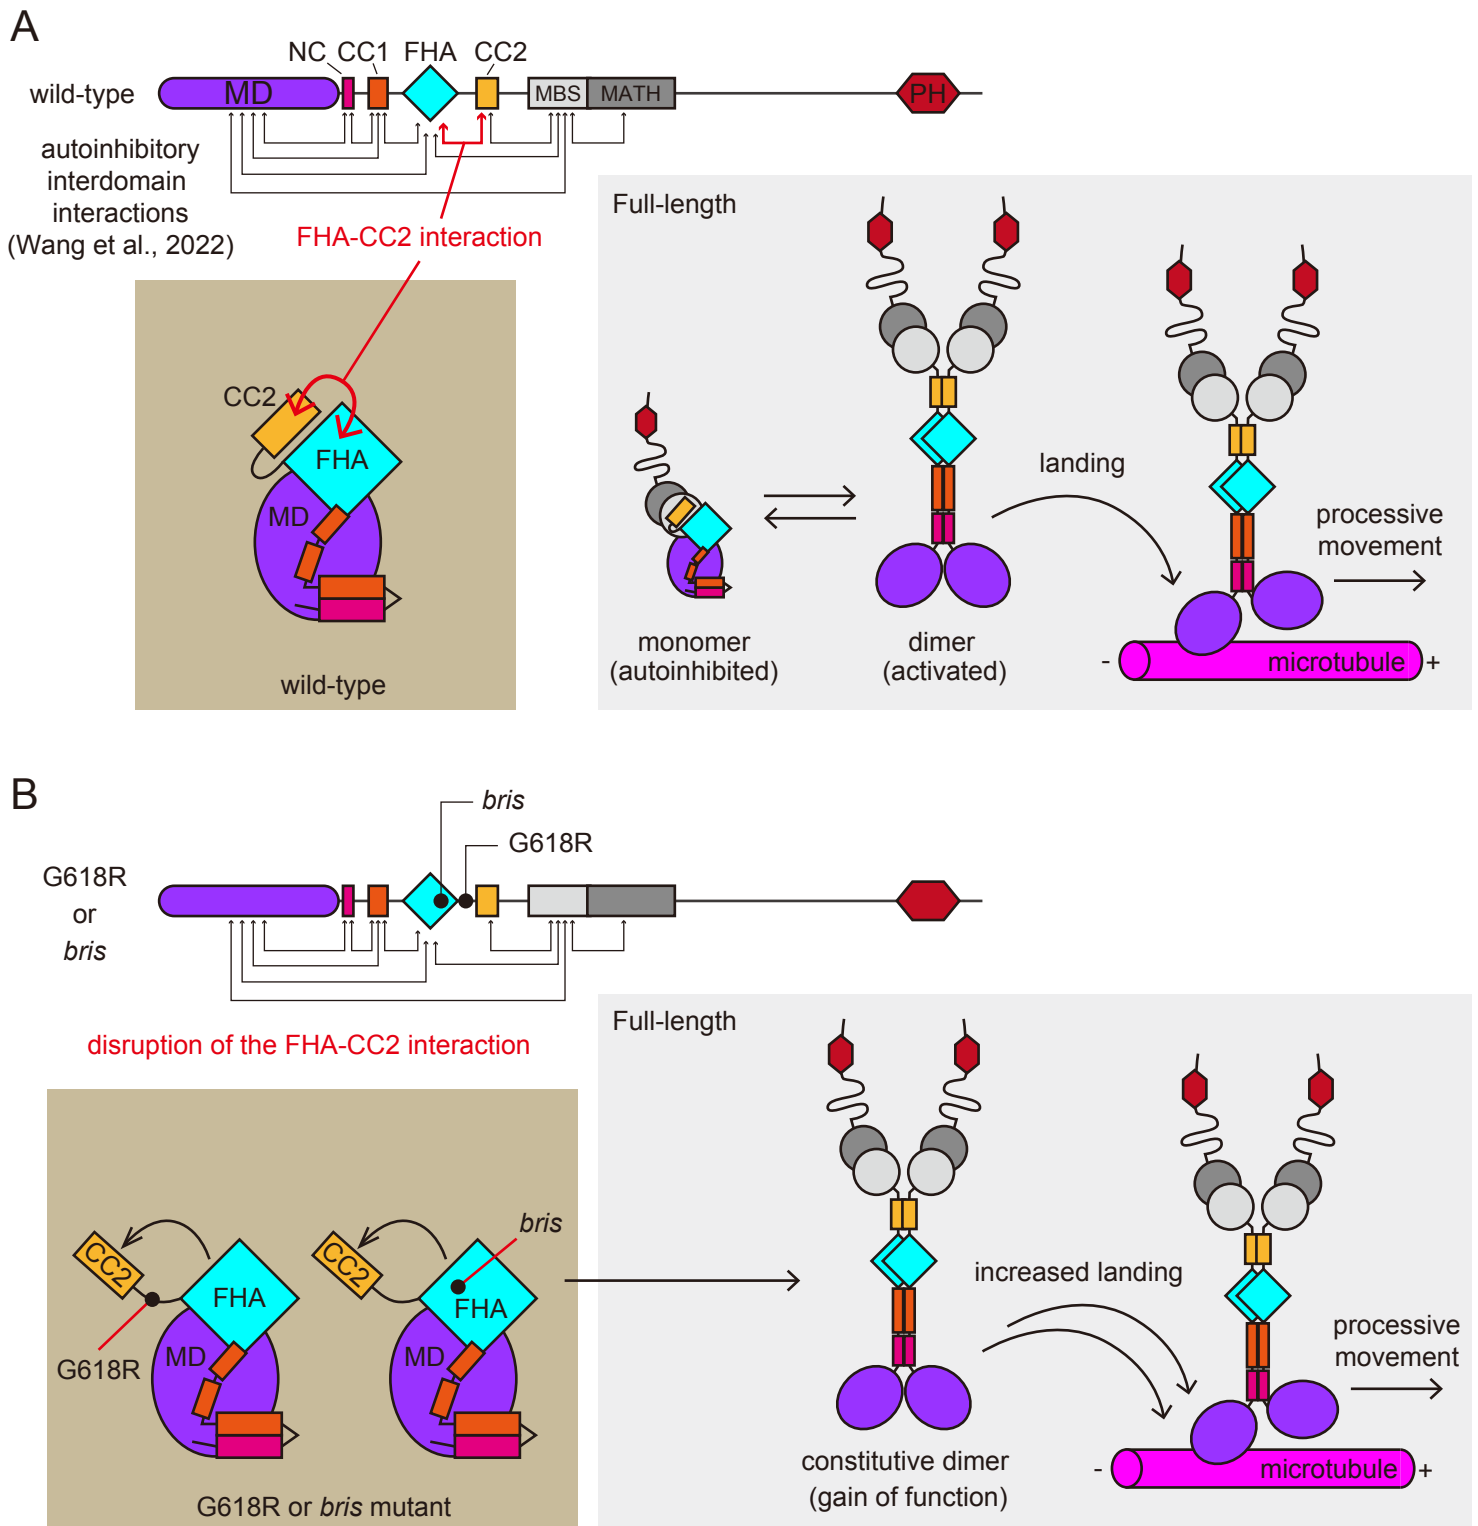 A
NC CC1 FHA CC2
wild-type
MD
MBS MATH
PH
autoinhibitory
interdomain
interactions
(Wang et al., 2022)
FHA-CC2 interaction
CC2
FHA
MD
wild-type
Full-length
landing
processive
movement
monomer
(autoinhibited)
dimer
(activated)
- microtubule +
B
bris
G618R
G618R
or
bris
disruption of the FHA-CC2 interaction
CC2
FHA
MD
G618R
bris
CC2
FHA
MD
G618R or bris mutant
Full-length
increased landing
processive
movement
constitutive dimer
(gain of function)
- microtubule +